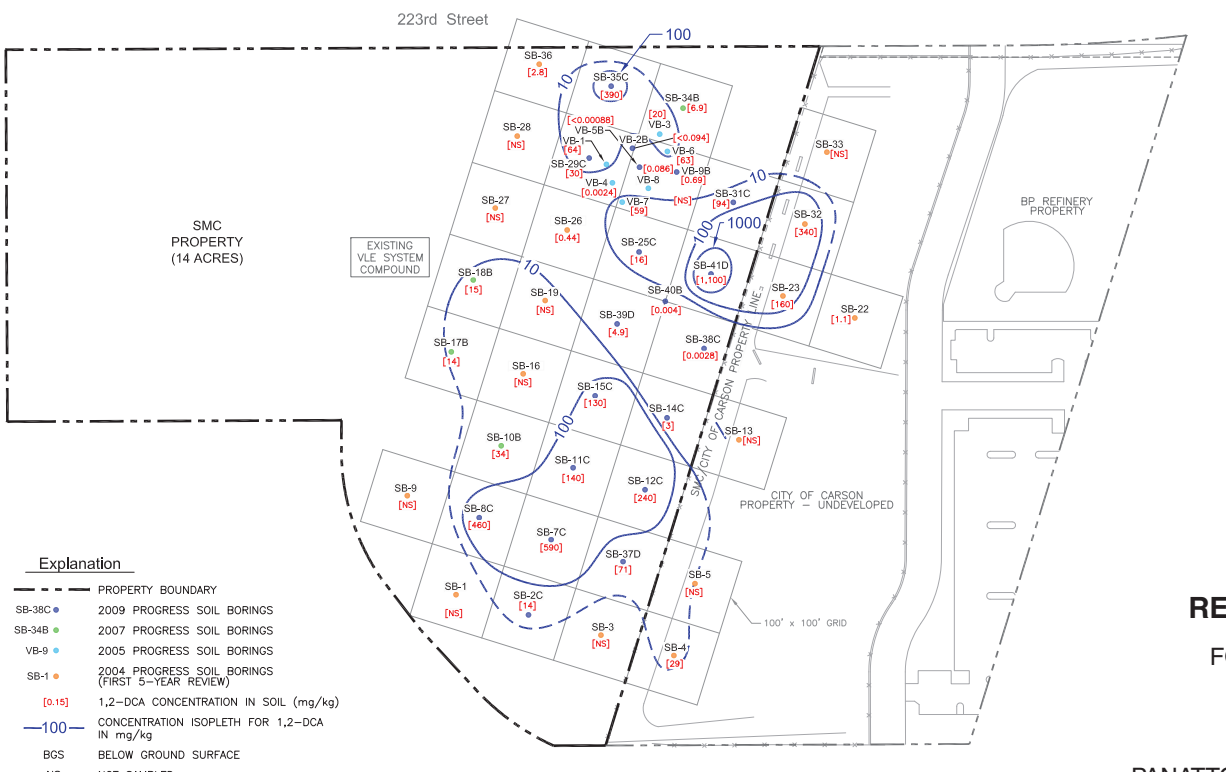 223rd Street
100
SB-36
[2.8]
10
SB-35C
[390]
SB-34B
[6.9]
[20]
VB-3
[<0.00088]
VB-5B
VB-2B
[<0.094]
SB-28
[NS]
VB-1
[64]
VB-6
[63]
SB-33
[NS]
SB-29C
[30]
[0.086]
VB-9B
[0.69]
VB-4
[0.0024]
VB-8
10
SB-31C
[94]
[NS]
VB-7
[59]
SB-27
[NS]
SB-26
[0.44]
1000
100
SB-32
[340]
BP REFINERY
PROPERTY
SMC
PROPERTY
(14 ACRES)
EXISTING
VLE SYSTEM
COMPOUND
SB-25C
[16]
SB-41D
[1,100]
SB-18B
[15]
10
SB-19
[NS]
SB-40B
[0.004]
SB-23
[160]
SB-22
[1.1]
SB-39D
[4.9]
SB-38C
[0.0028]
SB-17B
[14]
SB-16
[NS]
SB-15C
[130]
100
SB-14C
[3]
SB-13
[NS]
SMC/CITY OF CARSON PROPERTY LINE
SB-10B
[34]
SB-11C
[140]
SB-12C
[240]
CITY OF CARSON
PROPERTY – UNDEVELOPED
SB-9
[NS]
SB-8C
[460]
SB-7C
[590]
SB-37D
[71]
SB-5
[NS]
SB-1
[NS]
SB-2C
[14]
SB-3
[NS]
SB-4
[29]
100' x 100' GRID
Explanation
PROPERTY BOUNDARY
SB-38C 2009 PROGRESS SOIL BORINGS
SB-34B 2007 PROGRESS SOIL BORINGS
VB-9 2005 PROGRESS SOIL BORINGS
SB-1 2004 PROGRESS SOIL BORINGS
(FIRST 5-YEAR REVIEW)
[0.15] 1,2-DCA CONCENTRATION IN SOIL (mg/kg)
100 CONCENTRATION ISOPLETH FOR 1,2-DCA
IN mg/kg
BGS BELOW GROUND SURFACE
RE